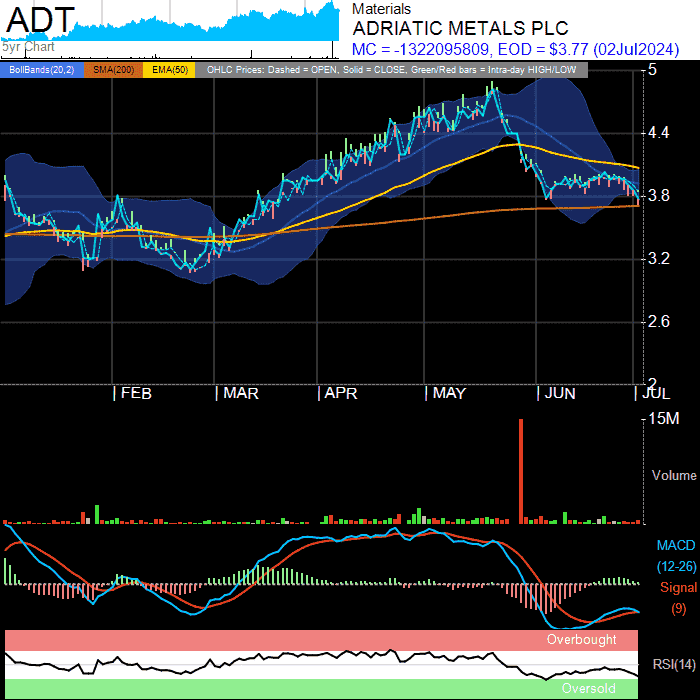 ADT
Materials
ADRIATIC METALS PLC
MC = -1322095809, EOD = $3.77 (02Jul2024)
5yr Chart
BollBands(20,2) SMA(200) EMA(50) OHLC Prices: Dashed = OPEN, Solid = CLOSE, Green/Red bars = Intra-day HIGH/LOW
5
4.4
3.8
3.2
2.6
2
FEB MAR APR MAY JUN JUL
15M
Volume
MACD
(12-26)
Signal
(9)
Overbought
RSI(14)
Oversold